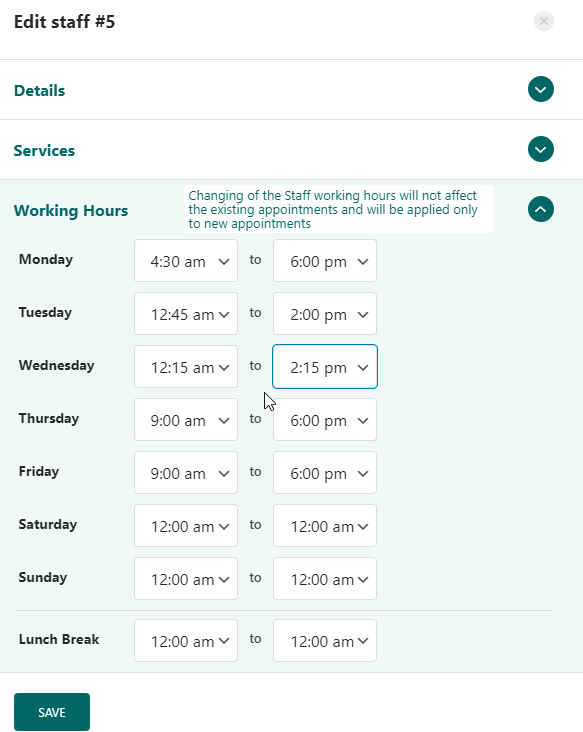 Edit staff #5
Details
Services
Working Hours
Changing of the Staff working hours will not affect
the existing appointments and will be applied only
to new appointments
Monday 4:30 am to 6:00 pm
Tuesday 12:45 am to 2:00 pm
Wednesday 12:15 am to 2:15 pm
Thursday 9:00 am to 6:00 pm
Friday 9:00 am to 6:00 pm
Saturday 12:00 am to 12:00 am
Sunday 12:00 am to 12:00 am
Lunch Break 12:00 am to 12:00 am
SAVE